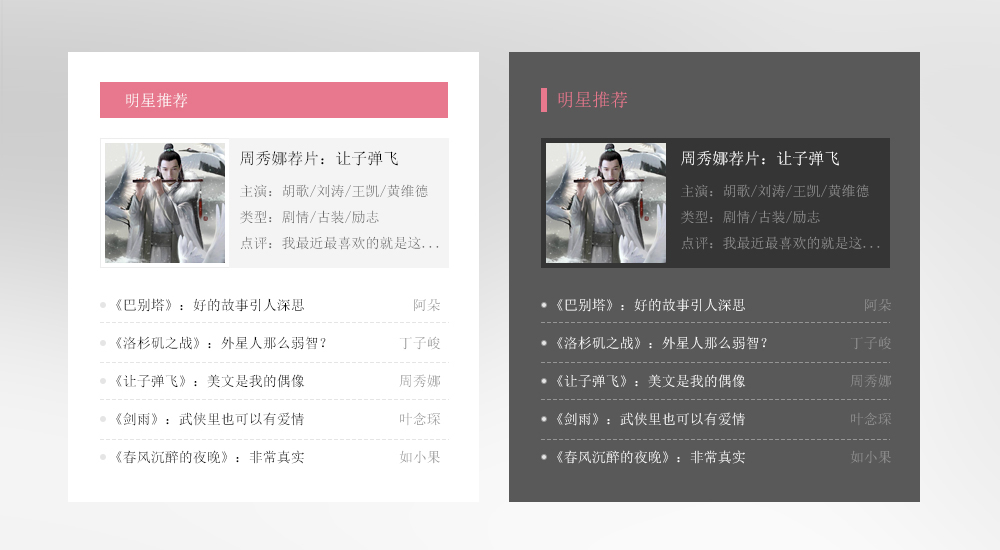 明星推荐
周秀娜荐片：让子弹飞
主演：胡歌/刘涛/王凯/黄维德
类型：剧情/古装/励志
点评：我最近最喜欢的就是这...
《巴别塔》：好的故事引人深思 阿朵
《洛杉矶之战》：外星人那么弱智？ 丁子峻
《让子弹飞》：美文是我的偶像 周秀娜
《剑雨》：武侠里也可以有爱情 叶念琛
《春风沉醉的夜晚》：非常真实 如小果
明星推荐
周秀娜荐片：让子弹飞
主演：胡歌/刘涛/王凯/黄维德
类型：剧情/古装/励志
点评：我最近最喜欢的就是这...
《巴别塔》：好的故事引人深思 阿朵
《洛杉矶之战》：外星人那么弱智？ 丁子峻
《让子弹飞》：美文是我的偶像 周秀娜
《剑雨》：武侠里也可以有爱情 叶念琛
《春风沉醉的夜晚》：非常真实 如小果